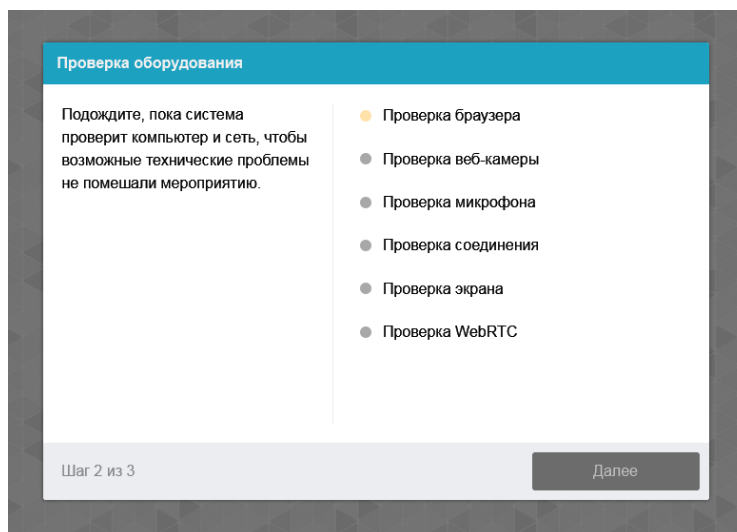 Проверка оборудования
Подождите, пока система
проверит компьютер и сеть, чтобы
возможные технические проблемы
не помешали мероприятию.
Проверка браузера
Проверка веб-камеры
Проверка микрофона
Проверка соединения
Проверка экрана
Проверка WebRTC
Шаг 2 из 3
Далее